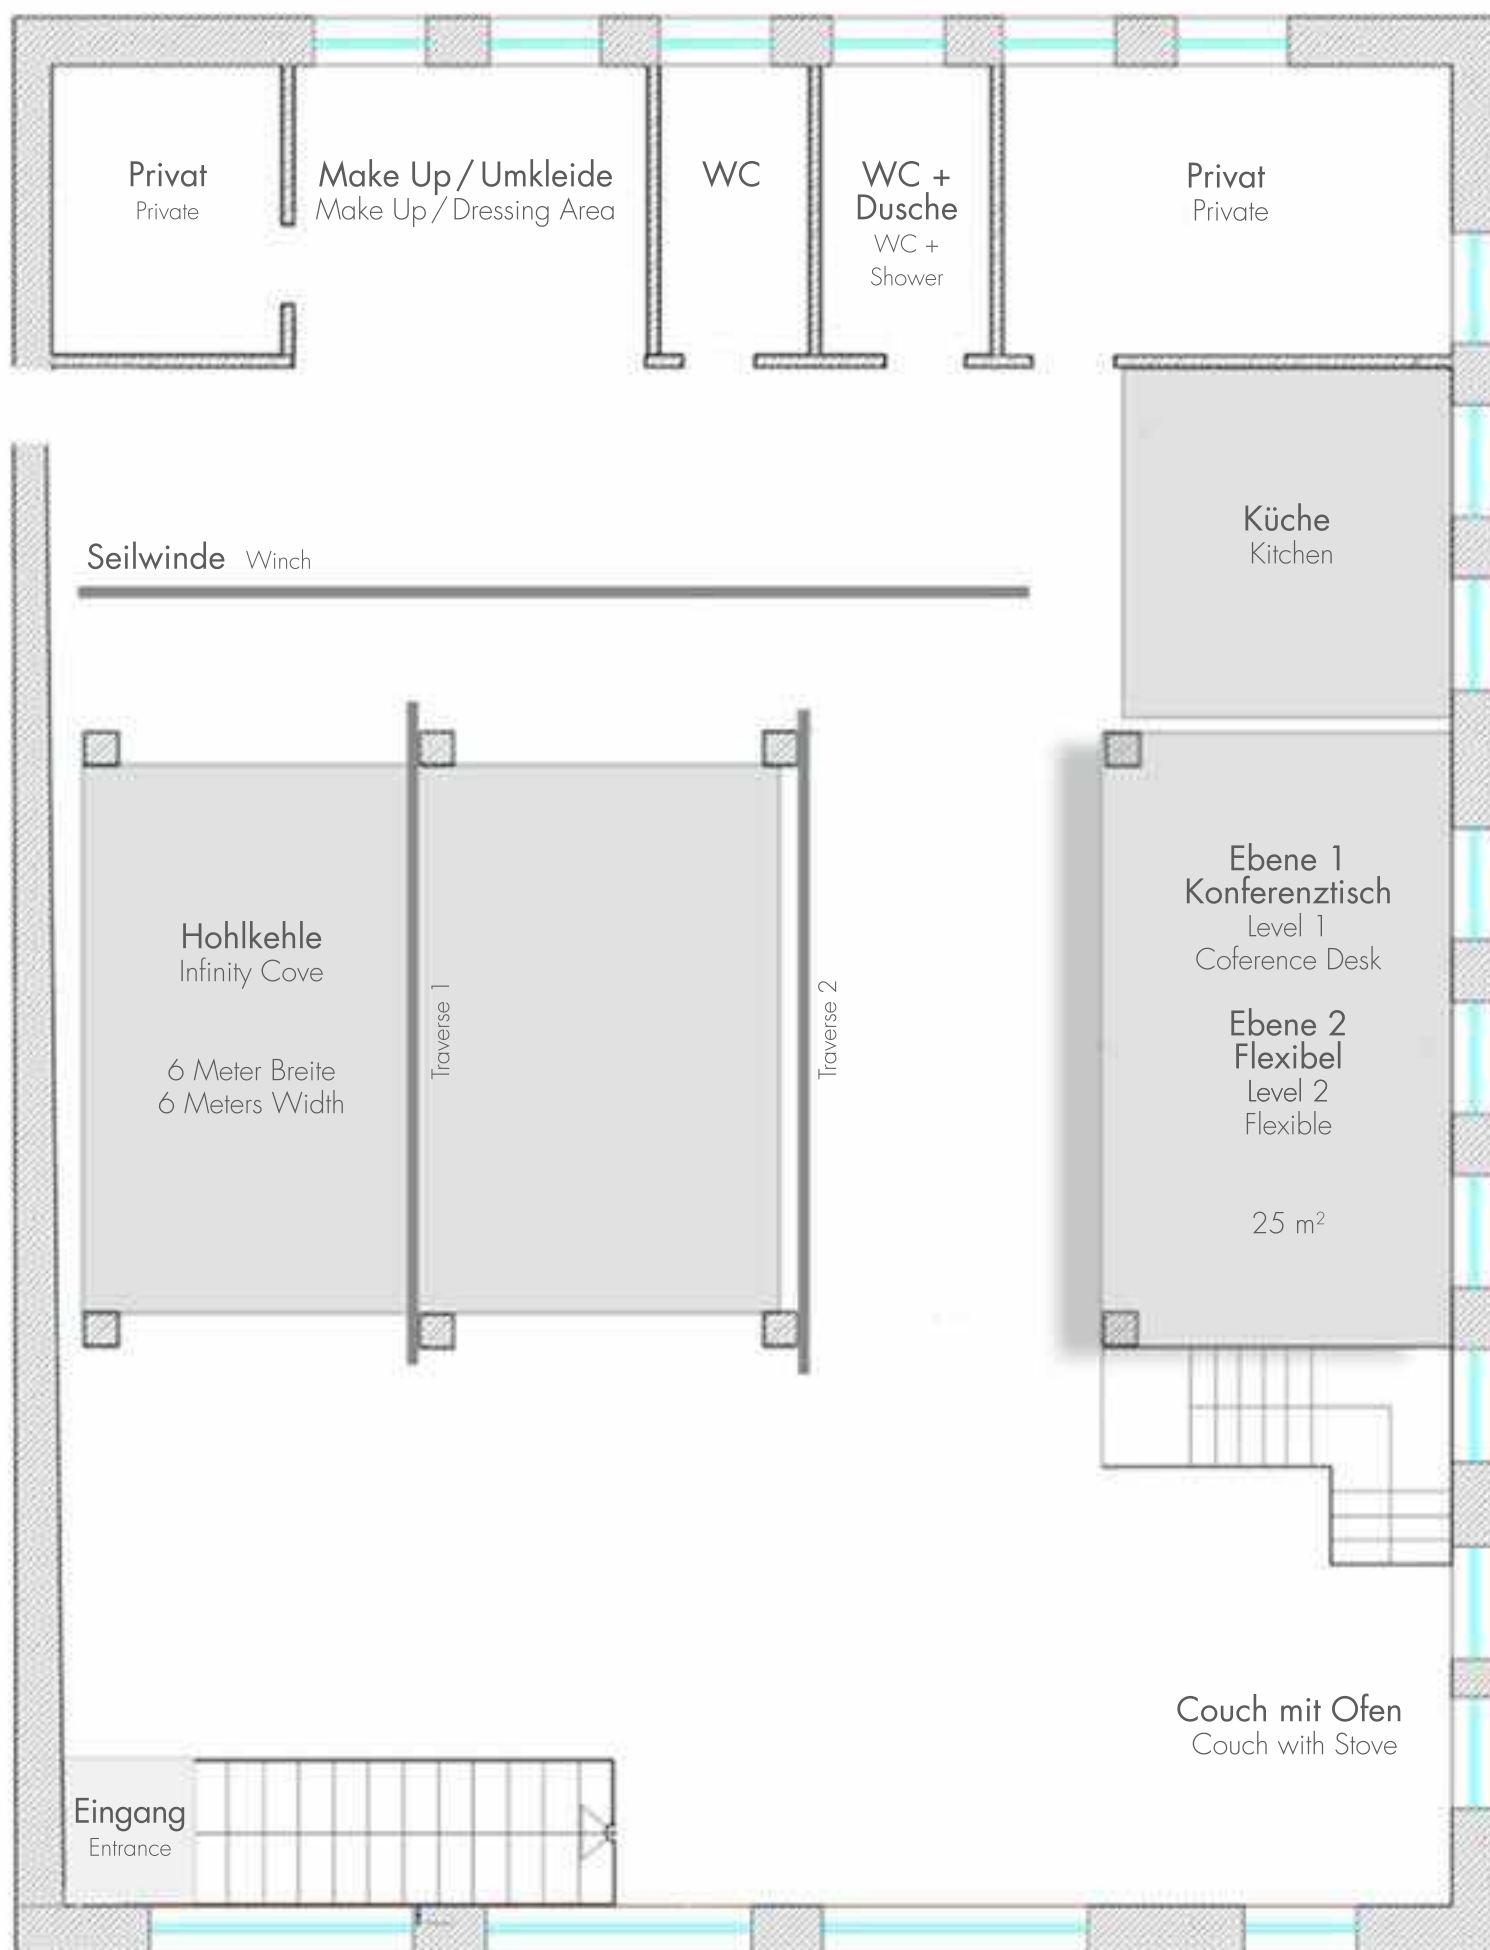 Privat
Private
Make Up / Umkleide
Make Up / Dressing Area
WC
WC +
Dusche
WC +
Shower
Privat
Private
Küche
Kitchen
Seilwinde Winch
Hohlkehle
Infinity Cove
6 Meter Breite
6 Meters Width
Traverse 1
Traverse 2
Ebene 1
Konferenztisch
Level 1
Coference Desk
Ebene 2
Flexibel
Level 2
Flexible
25 m²
Couch mit Ofen
Couch with Stove
Eingang
Entrance